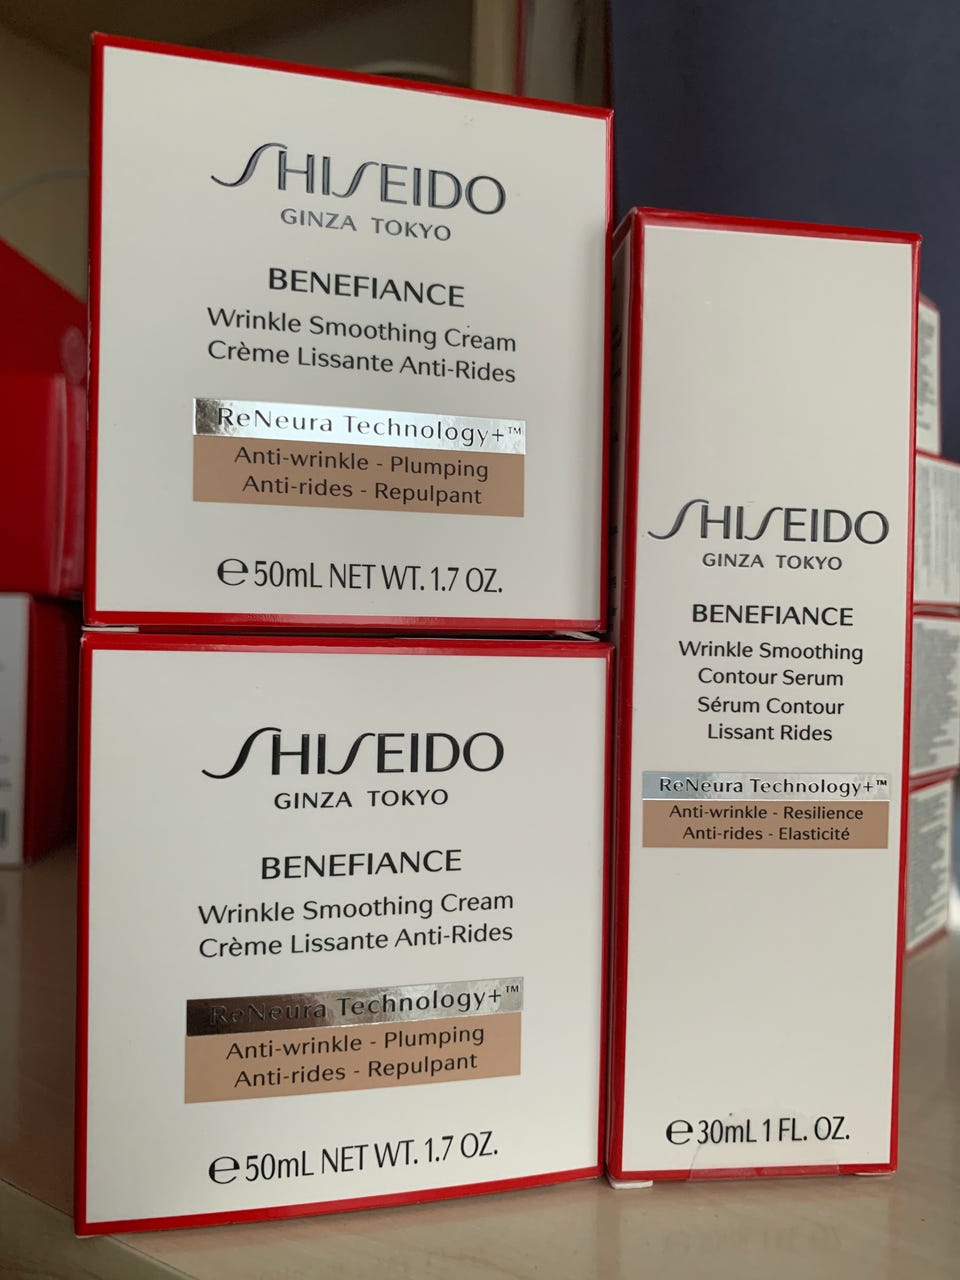 SHISEIDO
GINZA TOKYO
BENEFIANCE
Wrinkle Smoothing Cream
Crème Lissante Anti-Rides
ReNeura Technology+™
Anti-wrinkle - Plumping
Anti-rides - Repulpant
℮50mL NET WT. 1.7 OZ.
SHISEIDO
GINZA TOKYO
BENEFIANCE
Wrinkle Smoothing Cream
Crème Lissante Anti-Rides
ReNeura Technology+™
Anti-wrinkle - Plumping
Anti-rides - Repulpant
℮50mL NET WT. 1.7 OZ.
SHISEIDO
GINZA TOKYO
BENEFIANCE
Wrinkle Smoothing
Contour Serum
Sérum Contour
Lissant Rides
ReNeura Technology+™
Anti-wrinkle - Resilience
Anti-rides - Elasticité
℮30mL 1 FL. OZ.